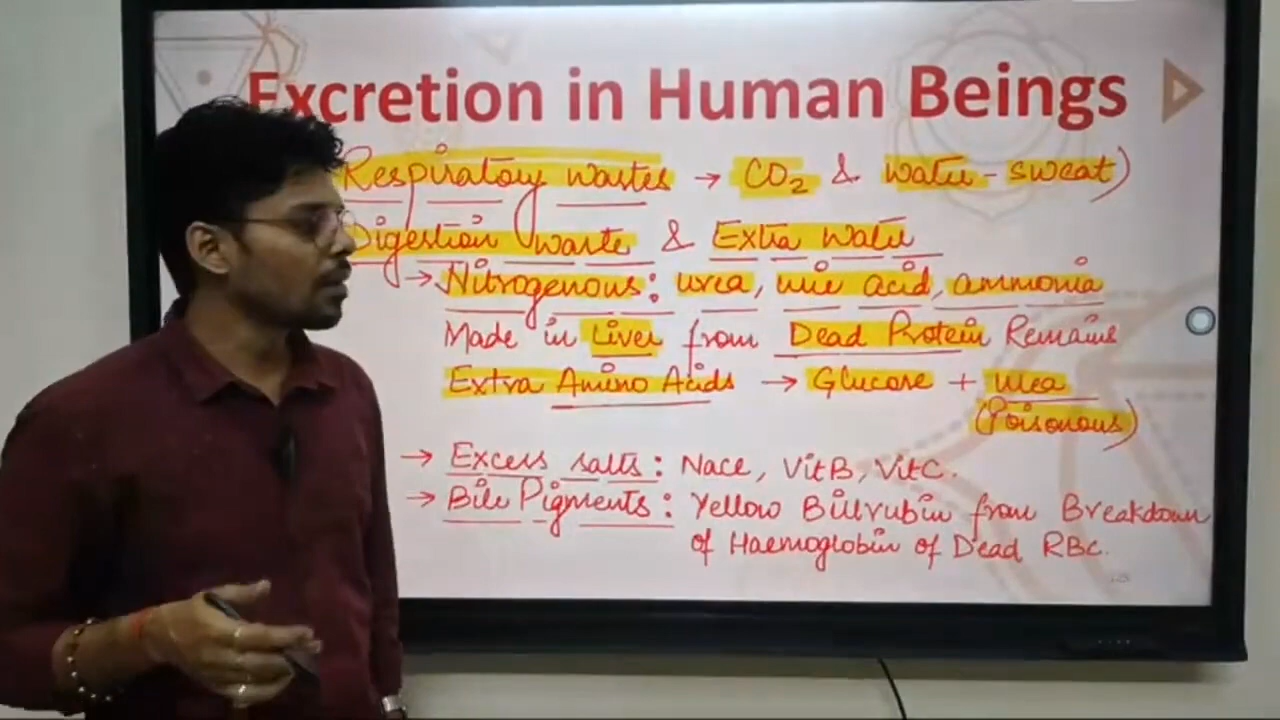 Excretion in Human Beings
Respiratory wastes → CO₂ & water - sweat)
Digestion waste & Extra water
→ Nitrogenous: urea, uric acid, ammonia
Made in Liver from Dead Protein Remains
Extra Amino Acids → Glucose + urea
(Poisonous)
→ Excess salts: Nacl, Vit B, Vit C.
→ Bile Pigments: Yellow Bilirubin from Breakdown
of Haemoglobin of Dead RBC.